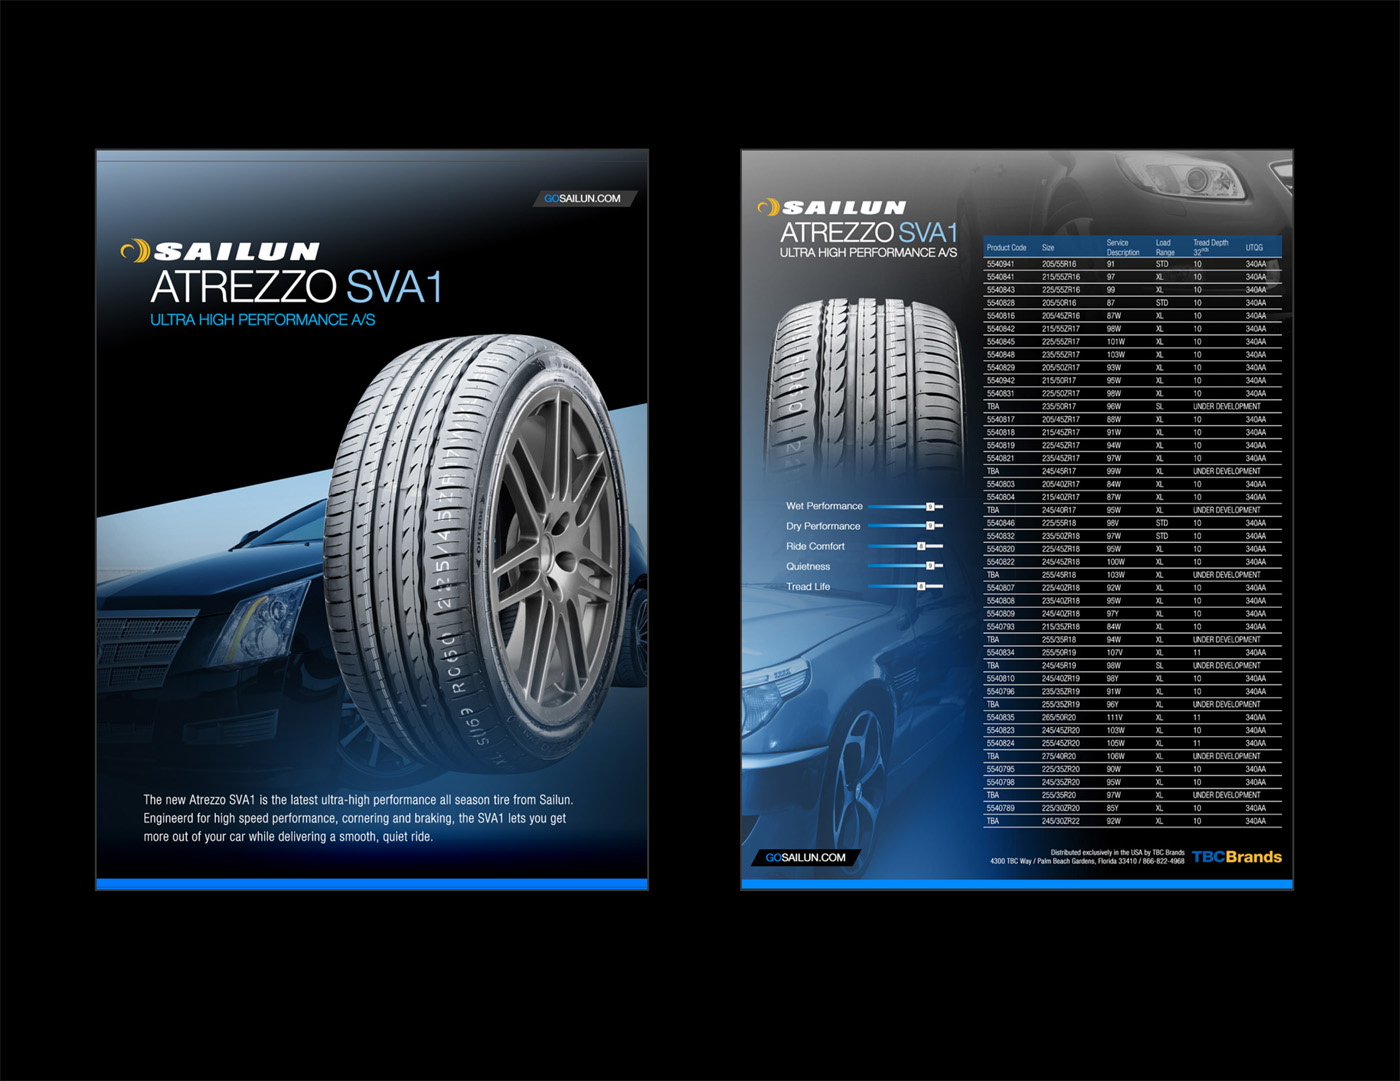 GOSAILUN.COM
SAILUN
ATREZZO SVA1
ULTRA HIGH PERFORMANCE A/S
OUTSIDE
225/45
The new Atrezzo SVA1 is the latest ultra-high performance all season tire from Sailun.
Engineerd for high speed performance, cornering and braking, the SVA1 lets you get
more out of your car while delivering a smooth, quiet ride.
SAILUN
ATREZZO SVA1
ULTRA HIGH PERFORMANCE A/S
Wet Performance 9
Dry Performance 9
Ride Comfort 8
Quietness 9
Tread Life 8
Product Code Size Service Description Load Range Tread Depth 32nds UTQG
5540941 205/55R16 91 STD 10 340AA
5540841 215/55ZR16 97 XL 10 340AA
5540843 225/55ZR16 99 XL 10 340AA
5540828 205/50R16 87 STD 10 340AA
5540816 205/45ZR16 87W XL 10 340AA
5540842 215/55ZR17 98W XL 10 340AA
5540845 225/55ZR17 101W XL 10 340AA
5540848 235/55ZR17 103W XL 10 340AA
5540829 205/50ZR17 93W XL 10 340AA
5540942 215/50R17 95W XL 10 340AA
5540831 225/50ZR17 98W XL 10 340AA
TBA 235/50R17 96W SL UNDER DEVELOPMENT
5540817 205/45ZR17 88W XL 10 340AA
5540818 215/45ZR17 91W XL 10 340AA
5540819 225/45ZR17 94W XL 10 340AA
5540821 235/45ZR17 97W XL 10 340AA
TBA 245/45R17 99W XL UNDER DEVELOPMENT
5540803 205/40ZR17 84W XL 10 340AA
5540804 215/40ZR17 87W XL 10 340AA
TBA 245/40R17 95W XL UNDER DEVELOPMENT
5540846 225/55R18 98V STD 10 340AA
5540832 235/50ZR18 97W STD 10 340AA
5540820 225/45ZR18 95W XL 10 340AA
5540822 245/45ZR18 100W XL 10 340AA
TBA 255/45R18 103W XL UNDER DEVELOPMENT
5540807 225/40ZR18 92W XL 10 340AA
5540808 235/40ZR18 95W XL 10 340AA
5540809 245/40ZR18 97Y XL 10 340AA
5540793 215/35ZR18 84W XL 10 340AA
TBA 255/35R18 94W XL UNDER DEVELOPMENT
5540834 255/50R19 107V XL 11 340AA
TBA 245/45R19 98W SL UNDER DEVELOPMENT
5540810 245/40ZR19 98Y XL 10 340AA
5540796 235/35ZR19 91W XL 10 340AA
TBA 255/35ZR19 96Y XL UNDER DEVELOPMENT
5540835 265/50R20 111V XL 11 340AA
5540823 245/45ZR20 103W XL 10 340AA
5540824 255/45ZR20 105W XL 11 340AA
TBA 275/40R20 106W XL UNDER DEVELOPMENT
5540795 225/35ZR20 90W XL 10 340AA
5540798 245/35ZR20 95W XL 10 340AA
TBA 255/35R20 97W XL UNDER DEVELOPMENT
5540789 225/30ZR20 85Y XL 10 340AA
TBA 245/30ZR22 92W XL 10 340AA
GOSAILUN.COM
Distributed exclusively in the USA by TBC Brands
4300 TBC Way / Palm Beach Gardens, Florida 33410 / 866-822-4968
TBCBrands